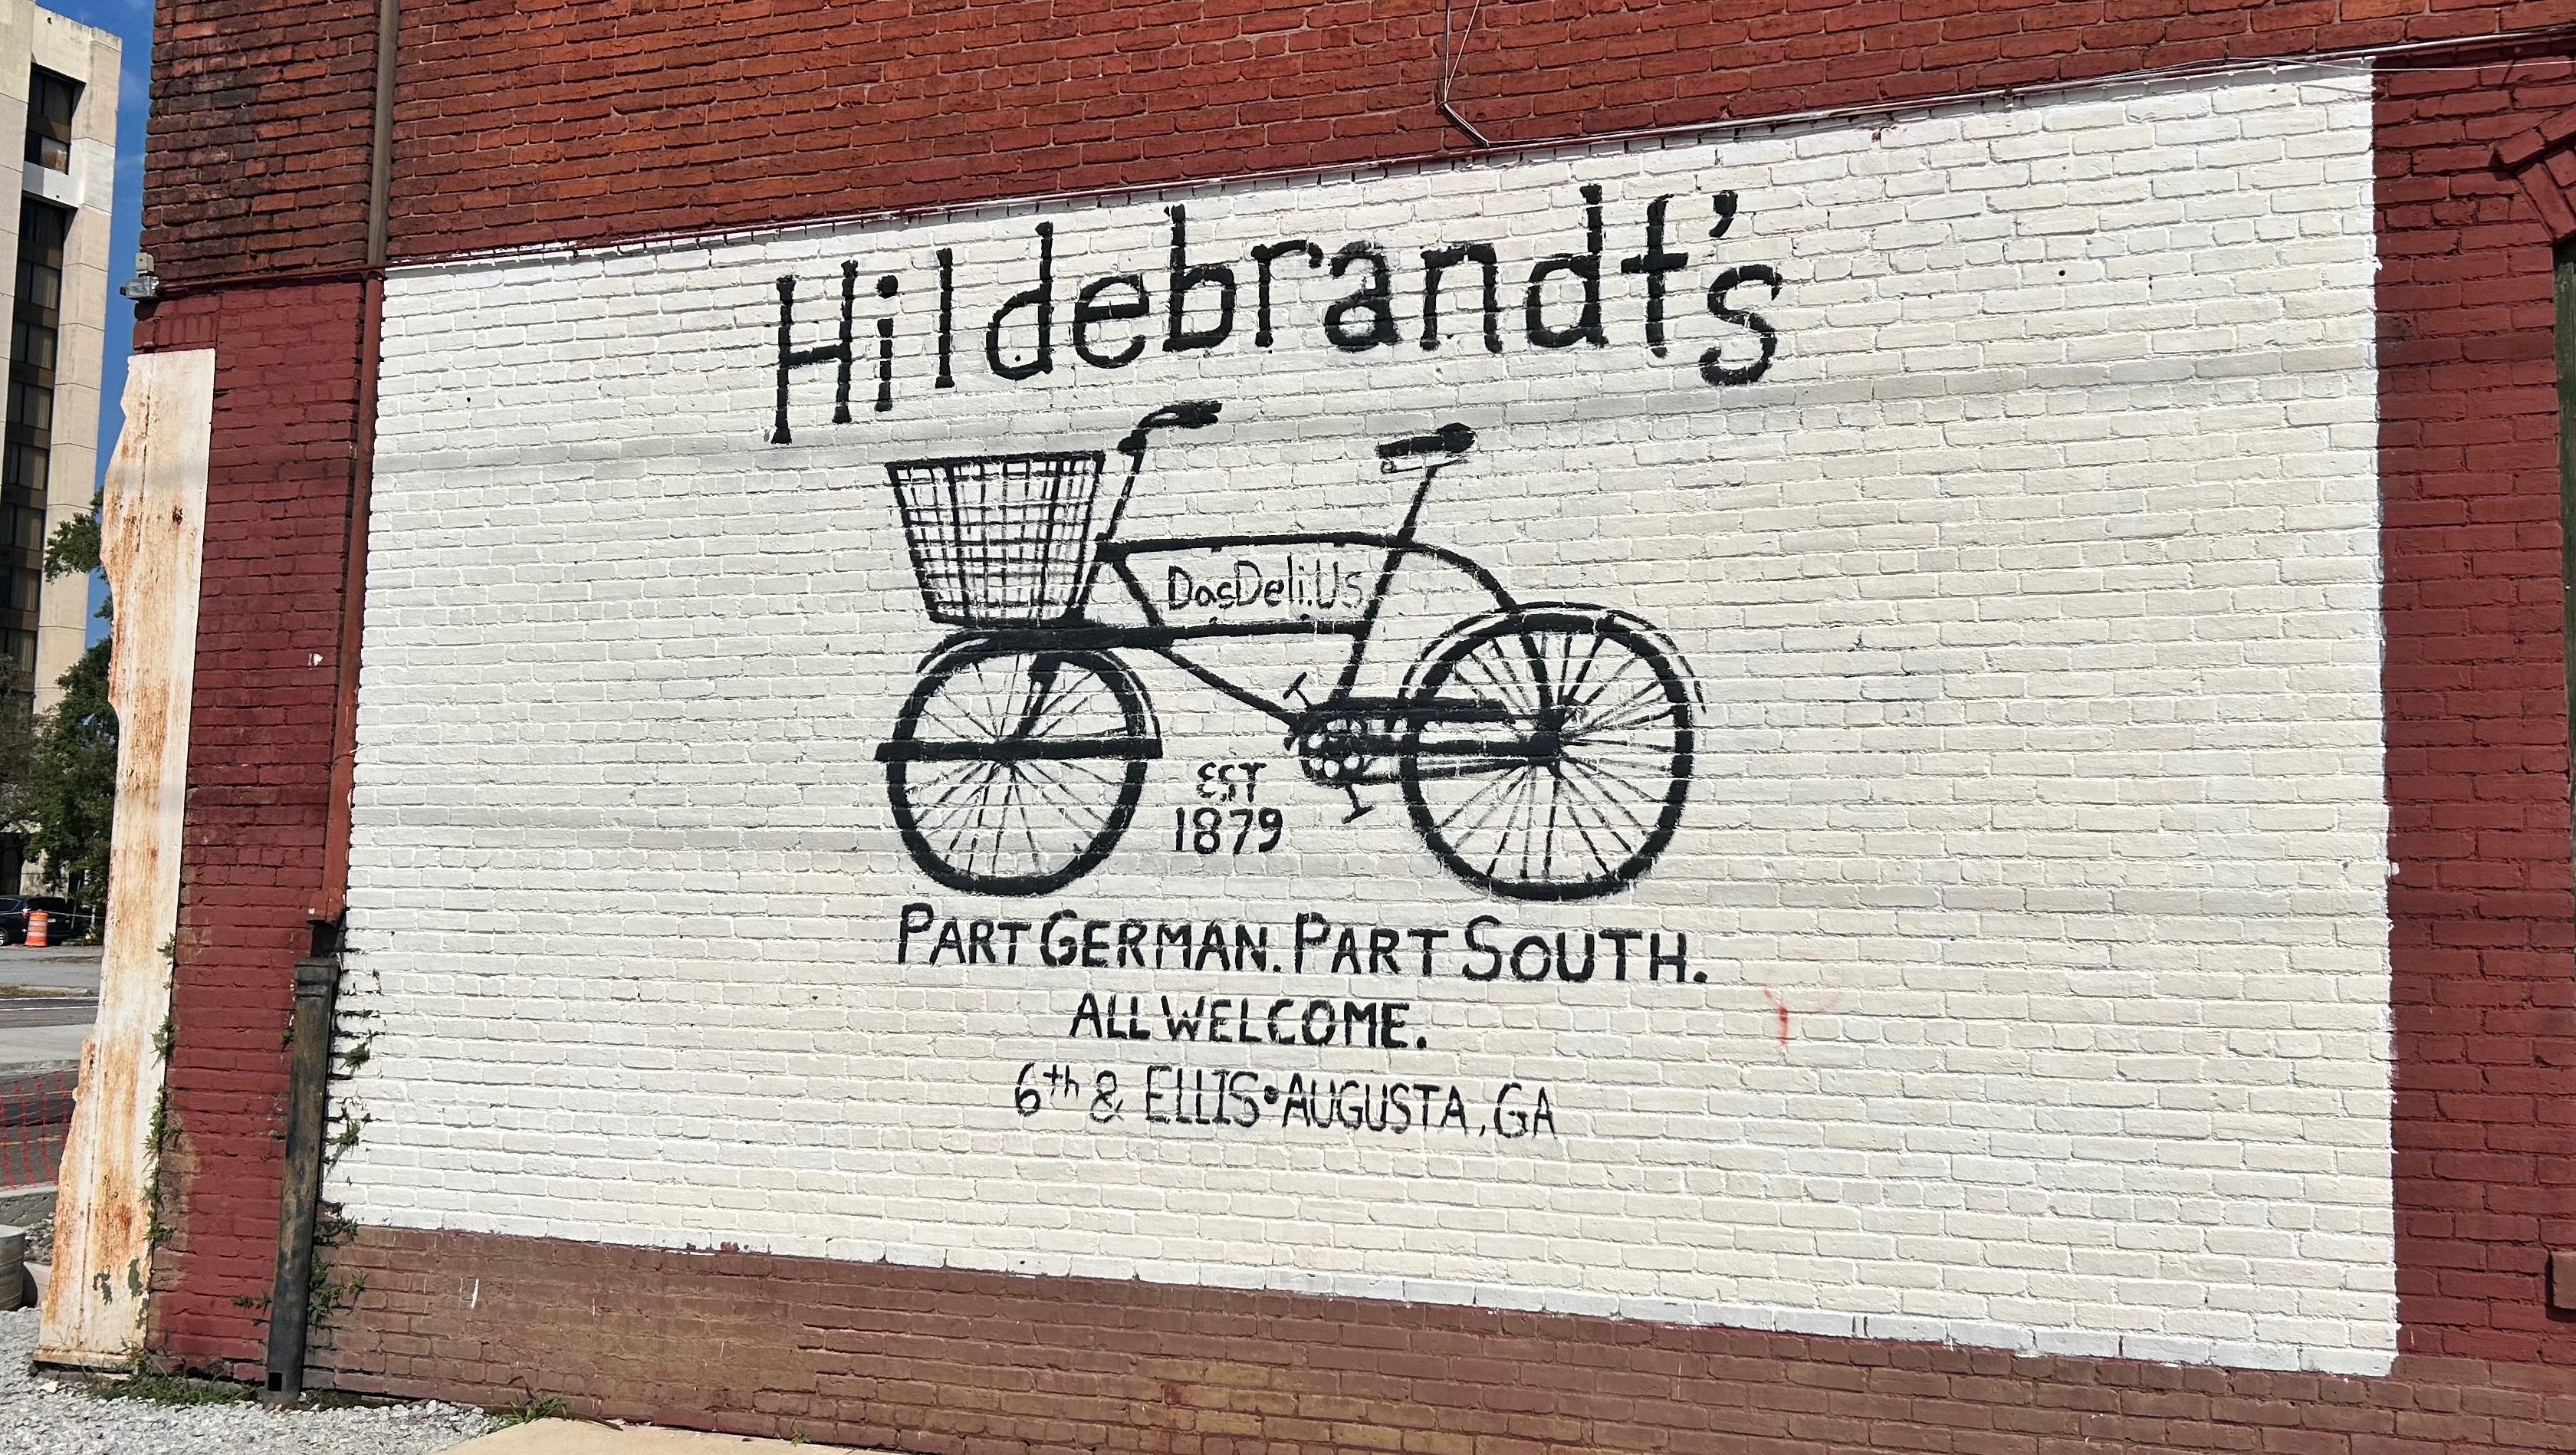 Hildebrandt's
DasDeli.Us
EST
1879
PART GERMAN. PART SOUTH.
ALL WELCOME.
6th & ELLIS•AUGUSTA, GA